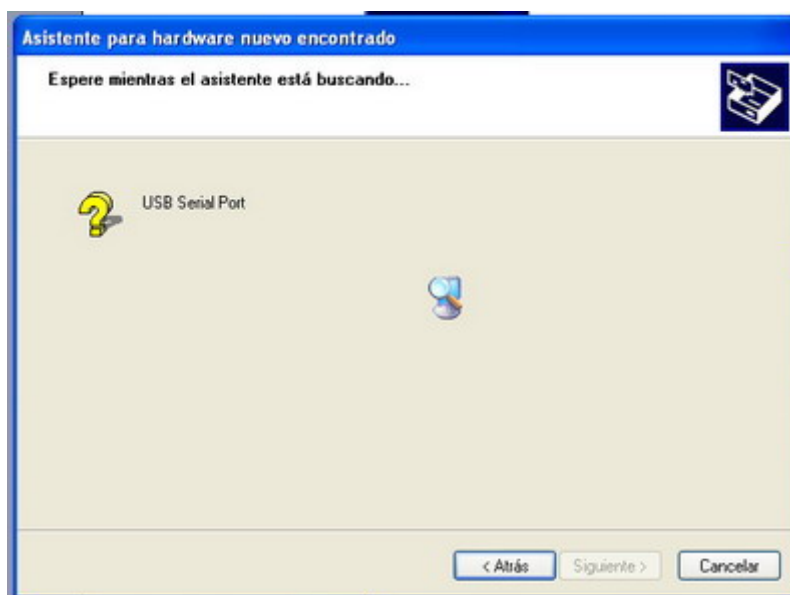 Asistente para hardware nuevo encontrado
Espere mientras el asistente está buscando...
USB Serial Port
< Atrás
Siguiente >
Cancelar